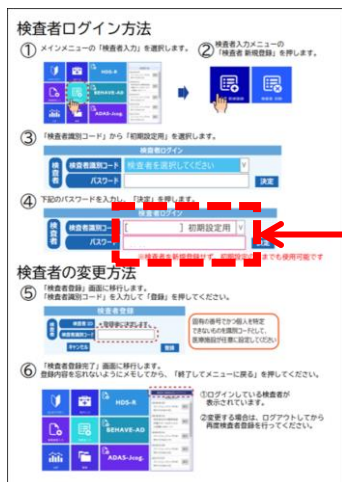 検査者ログイン方法
① メインメニューの「検査者入力」を選択します。
② 検査者入力メニューの
「検査者 新規登録」を押します。
HDS-R
BEHAVE-AD
ADAS-Jcog.
③ 「検査者識別コード」から「初期設定用」を選択します。
検査者ログイン
検査者
検査者識別コード 検査者を選択してください
パスワード
決定
④ 下記のパスワードを入力し、「決定」を押します。
検査者ログイン
検査者
検査者識別コード [ ] 初期設定用
パスワード
検査者の変更方法
⑤ 「検査者登録」画面に移行します。
「検査者識別コード」を入力して「登録」を押してください。
検査者登録
検査者識別コード
キャンセル
登録
固有の番号でかつ個人を特定
できないものを識別コードとして、
医療施設が任意に設定してください
⑥ 「検査者登録完了」画面に移行します。
登録内容を忘れないようにメモしてから、「終了してメニューに戻る」を押してください。
HDS-R
BEHAVE-AD
ADAS-Jcog.
①ログインしている検査者が
表示されています。
②変更する場合は、ログアウトしてから
再度検査者登録を行ってください。